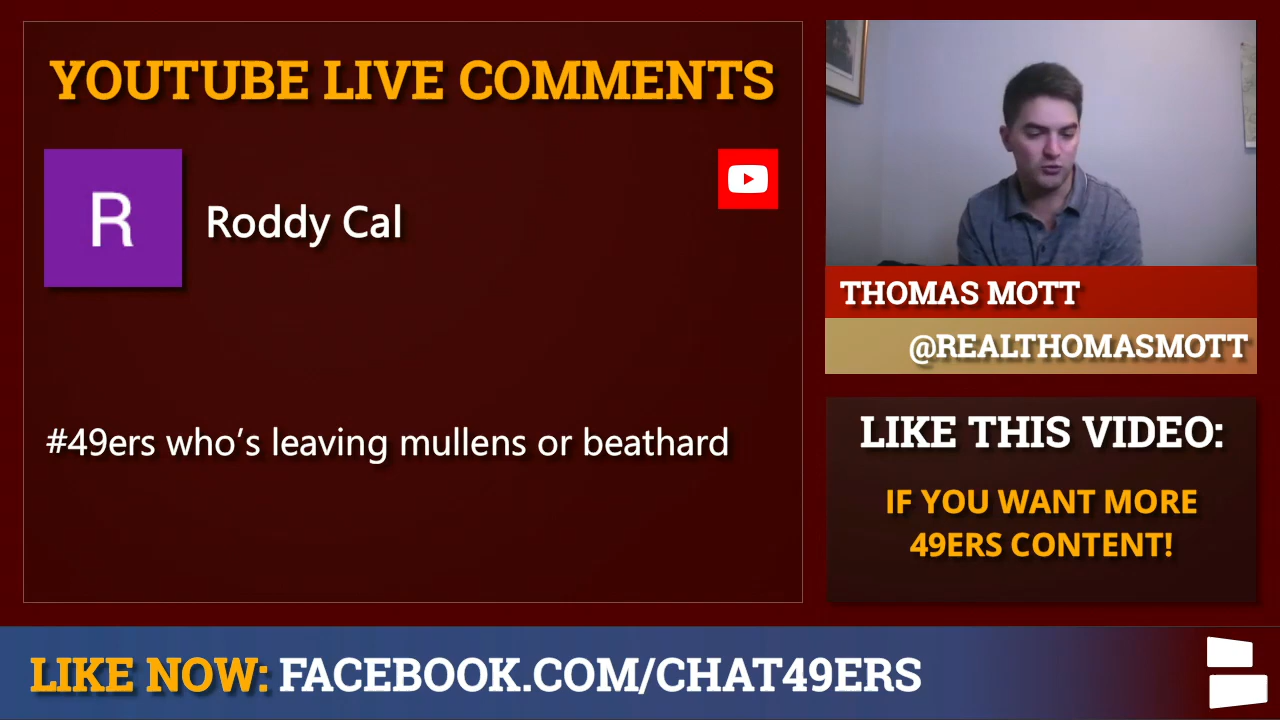 YOUTUBE LIVE COMMENTS
R
Roddy Cal
#49ers who's leaving mullens or beathard
THOMAS MOTT
@REALTHOMASMOTT
LIKE THIS VIDEO:
IF YOU WANT MORE
49ERS CONTENT!
LIKE NOW: FACEBOOK.COM/CHAT49ERS